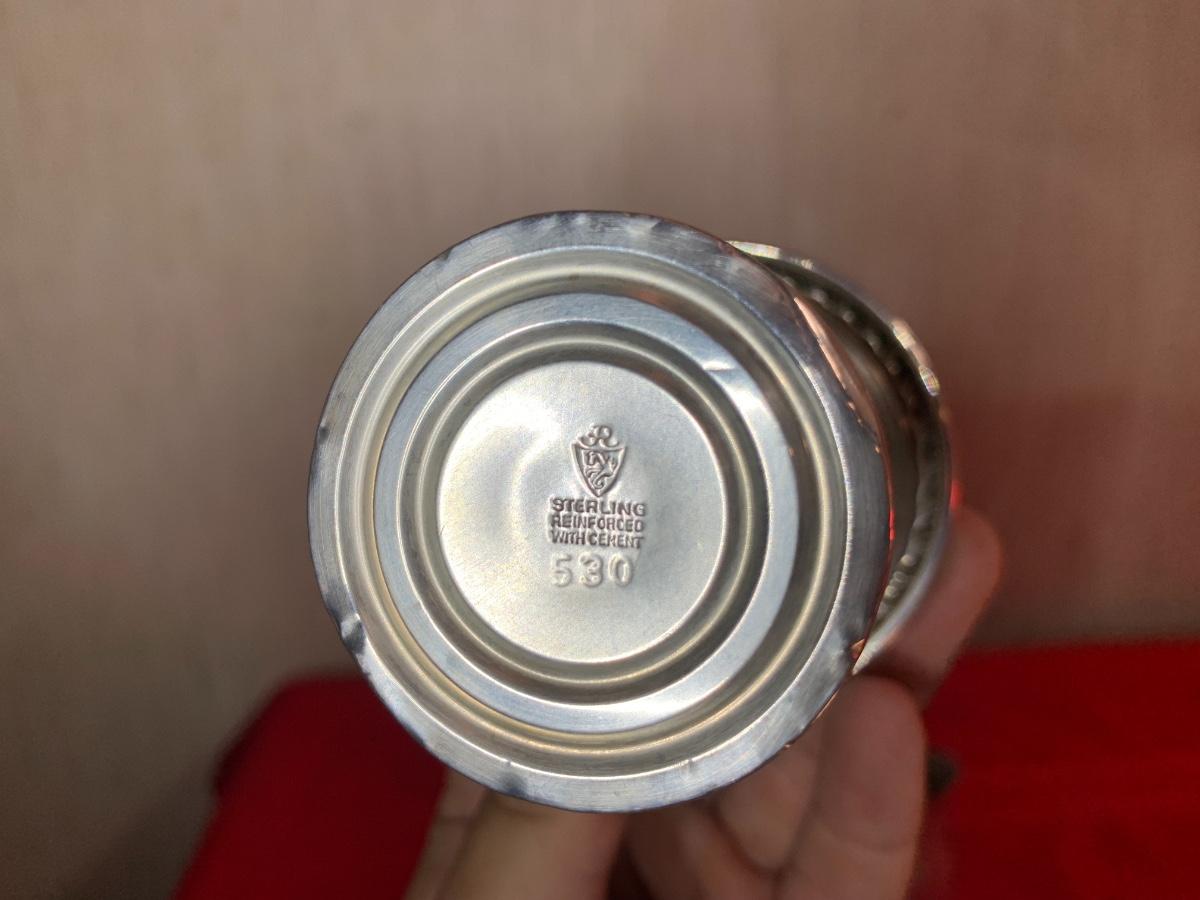 STERLING
REINFORCED
WITH CEMENT
530